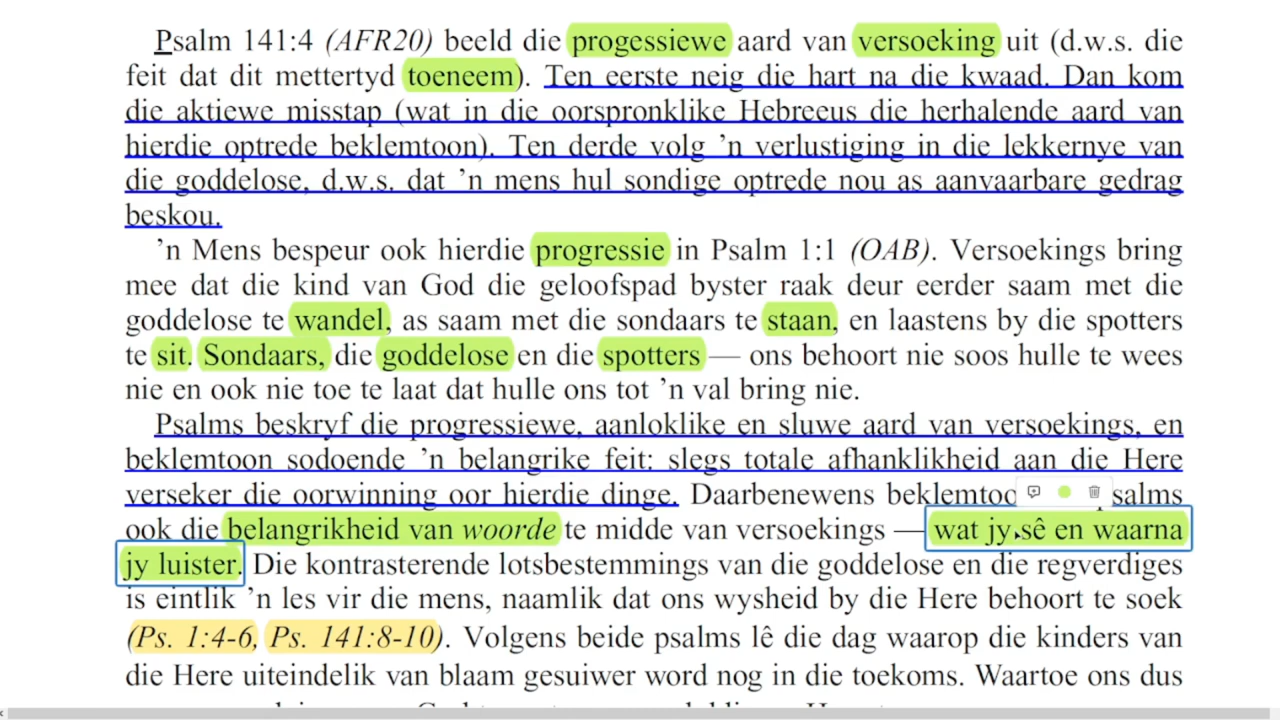 Psalm 141:4 (AFR20) beeld die progessiewe aard van versoeking uit (d.w.s. die
feit dat dit mettertyd toeneem). Ten eerste neig die hart na die kwaad. Dan kom
die aktiewe misstap (wat in die oorspronklike Hebreeus die herhalende aard van
hierdie optrede beklemtoon). Ten derde volg ’n verlustiging in die lekkernye van
die goddelose, d.w.s. dat ’n mens hul sondige optrede nou as aanvaarbare gedrag
beskou.
’n Mens bespeur ook hierdie progressie in Psalm 1:1 (OAB). Versoekings bring
mee dat die kind van God die geloofspad byster raak deur eerder saam met die
goddelose te wandel, as saam met die sondaars te staan, en laastens by die spotters
te sit. Sondaars, die goddelose en die spotters — ons behoort nie soos hulle te wees
nie en ook nie toe te laat dat hulle ons tot ’n val bring nie.
Psalms beskryf die progressiewe, aanloklike en sluwe aard van versoekings, en
beklemtoon sodoende ’n belangrike feit: slegs totale afhanklikheid aan die Here
verseker die oorwinning oor hierdie dinge. Daarbenewens beklemtoo salms
ook die belangrikheid van woorde te midde van versoekings — wat jy sê en waarna
jy luister. Die kontrasterende lotsbestemmings van die goddelose en die regverdiges
is eintlik ’n les vir die mens, naamlik dat ons wysheid by die Here behoort te soek
(Ps. 1:4-6, Ps. 141:8-10). Volgens beide psalms lê die dag waarop die kinders van
die Here uiteindelik van blaam gesuiwer word nog in die toekoms. Waartoe ons dus